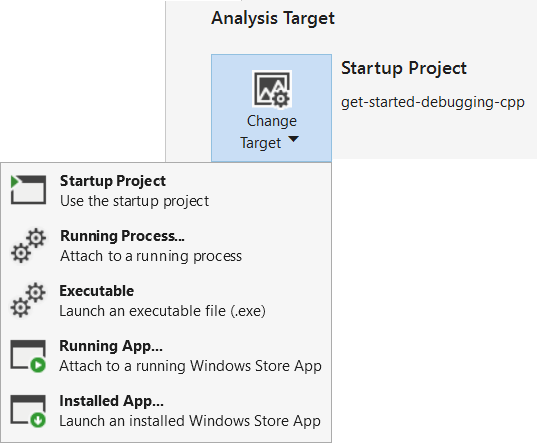 Analysis Target
Startup Project
get-started-debugging-cpp
Change
Target
Startup Project
Use the startup project
Running Process...
Attach to a running process
Executable
Launch an executable file (.exe)
Running App...
Attach to a running Windows Store App
Installed App...
Launch an installed Windows Store App